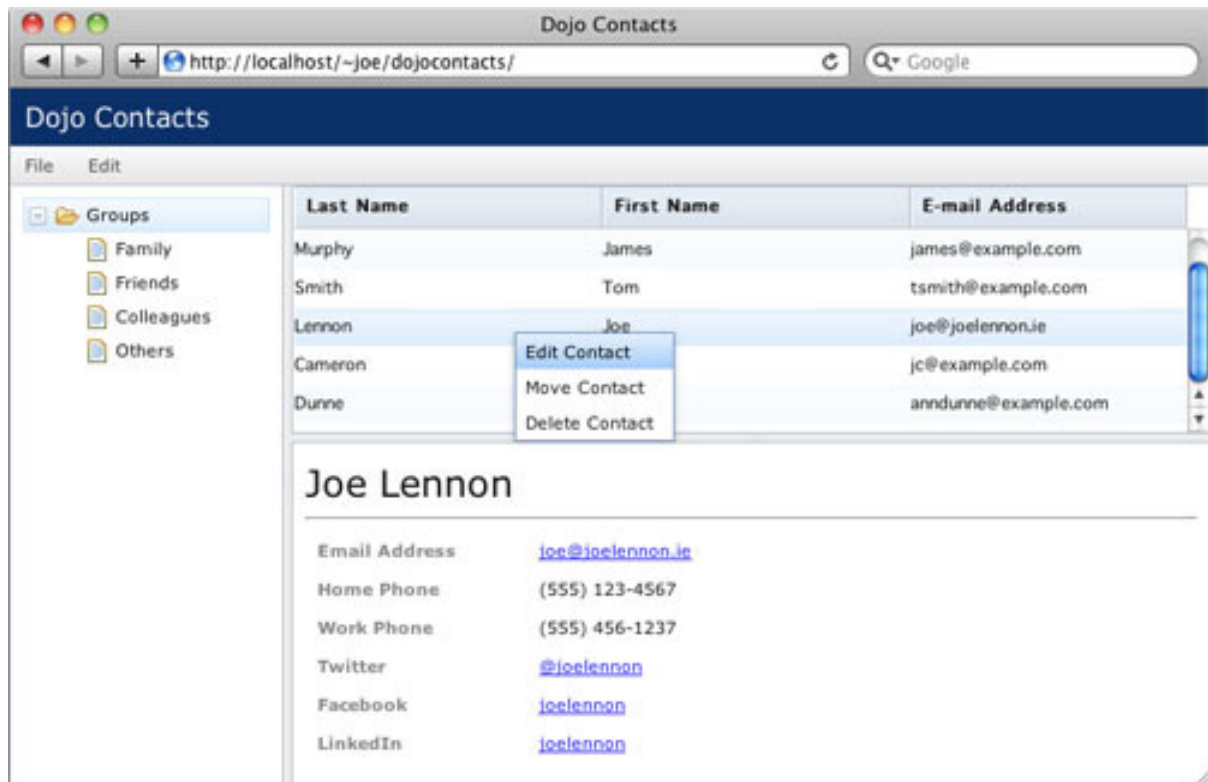 Dojo Contacts
http://localhost/~joe/dojocontacts/
Google
Dojo Contacts
File Edit
Groups
Family
Friends
Colleagues
Others
Last Name First Name E-mail Address
Murphy James james@example.com
Smith Tom tsmith@example.com
Lennon Joe joe@joelennon.ie
Cameron jc@example.com
Dunne anndunne@example.com
Edit Contact
Move Contact
Delete Contact
Joe Lennon
Email Address joe@joelennon.ie
Home Phone (555) 123-4567
Work Phone (555) 456-1237
Twitter @joelennon
Facebook joelennon
LinkedIn joelennon